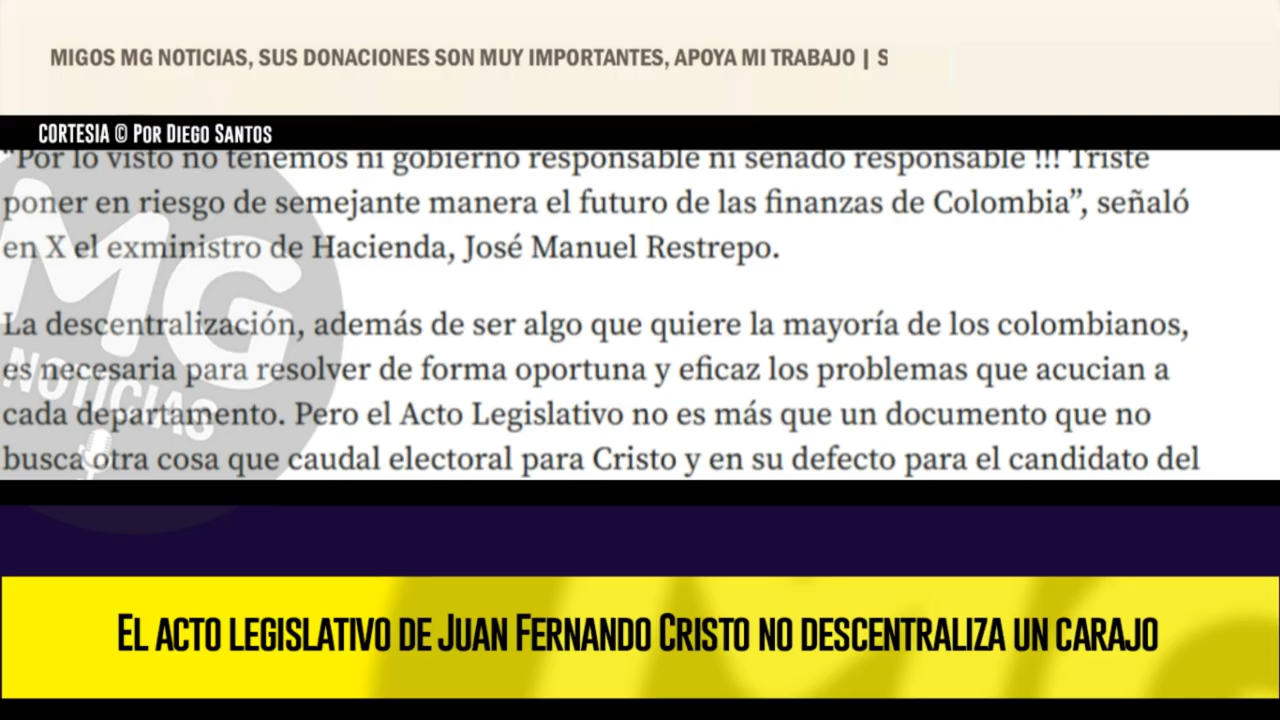 MIGOS MG NOTICIAS, SUS DONACIONES SON MUY IMPORTANTES, APOYA MI TRABAJO | S
CORTESIA © POR DIEGO SANTOS
"Por lo visto no tenemos ni gobierno responsable ni senado responsable !!! Triste
poner en riesgo de semejante manera el futuro de las finanzas de Colombia”, señaló
en X el exministro de Hacienda, José Manuel Restrepo.
La descentralización, además de ser algo que quiere la mayoría de los colombianos,
es necesaria para resolver de forma oportuna y eficaz los problemas que acucian a
cada departamento. Pero el Acto Legislativo no es más que un documento que no
busca otra cosa que caudal electoral para Cristo y en su defecto para el candidato del
MG
NOTICIAS
EL ACTO LEGISLATIVO DE JUAN FERNANDO CRISTO NO DESCENTRALIZA UN CARAJO